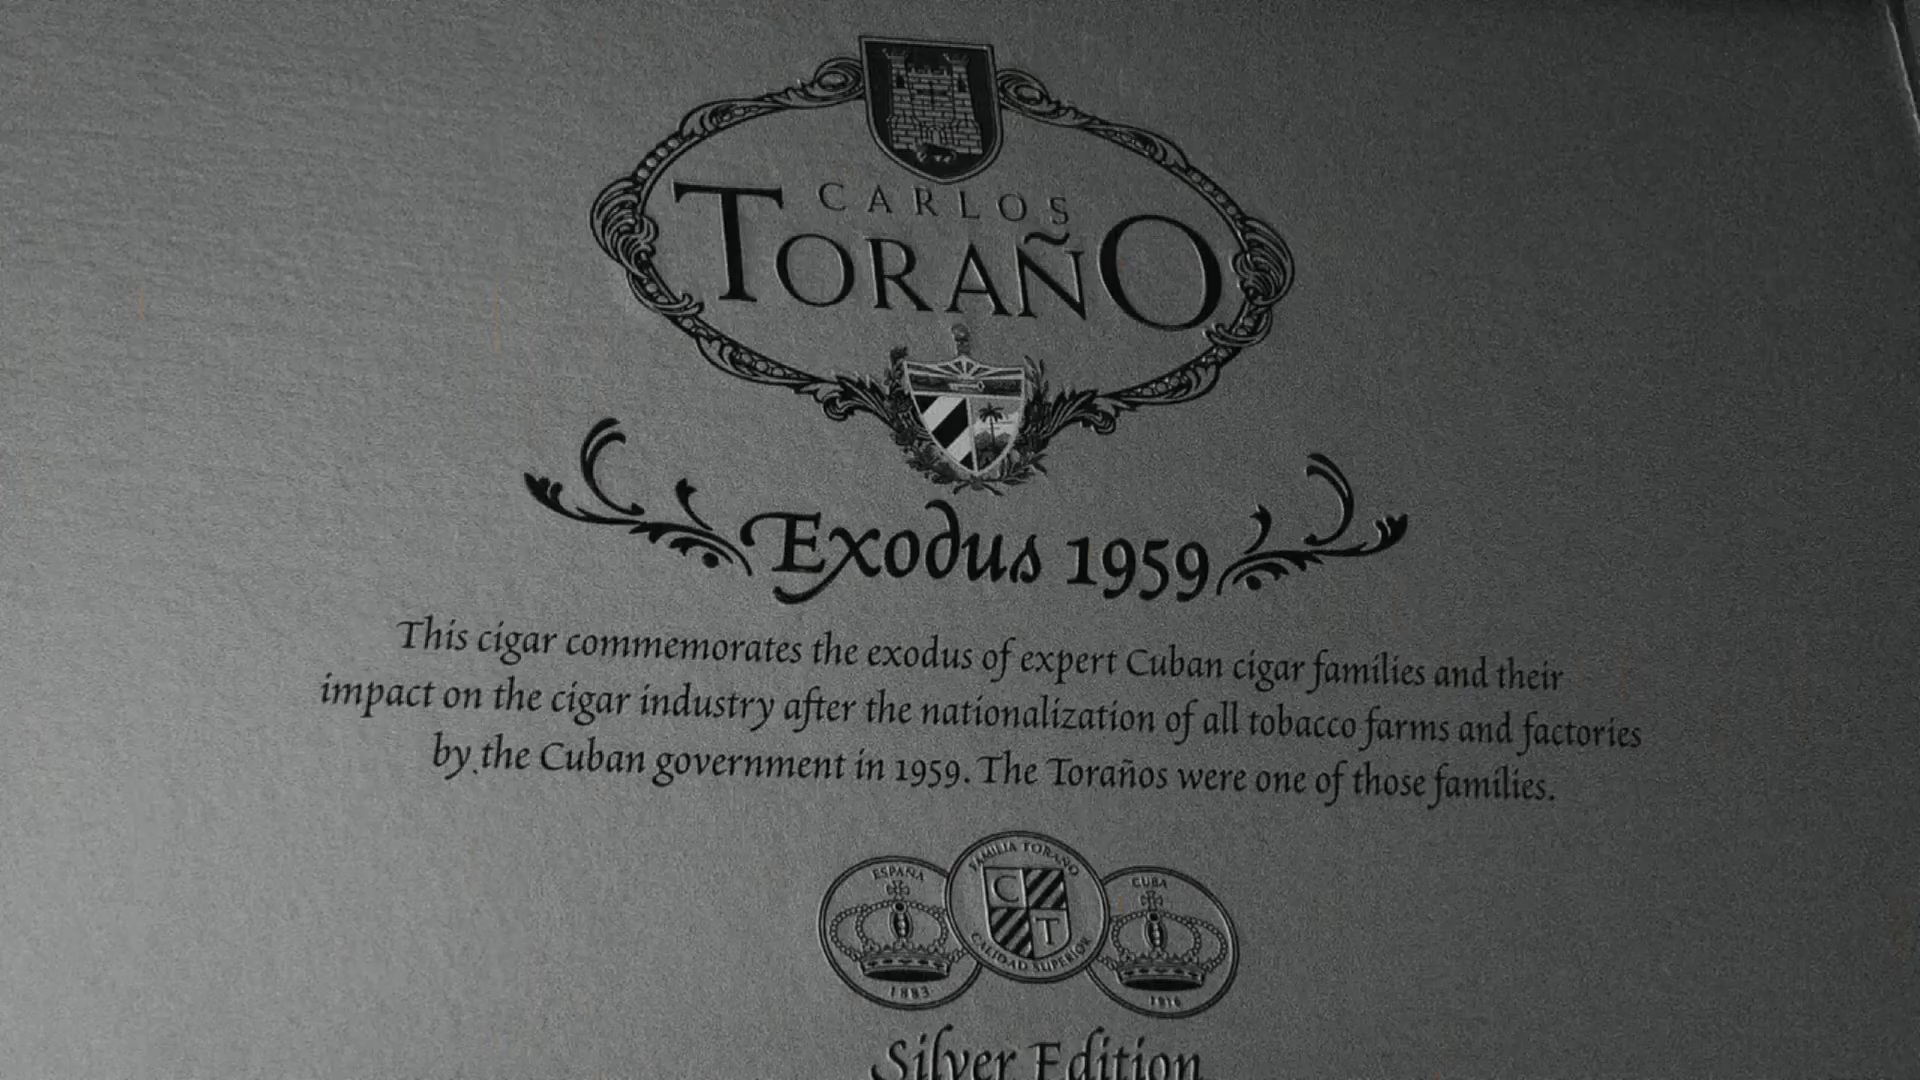 CARLOS
TORAÑO
Exodus 1959
This cigar commemorates the exodus of expert Cuban cigar families and their
impact on the cigar industry after the nationalization of all tobacco farms and factories
by the Cuban government in 1959. The Toraños were one of those families.
ESPAÑA
1883
FAMILIA TORAÑO
C
T
CALIDAD SUPERIOR
CUBA
1916
Silver Edition